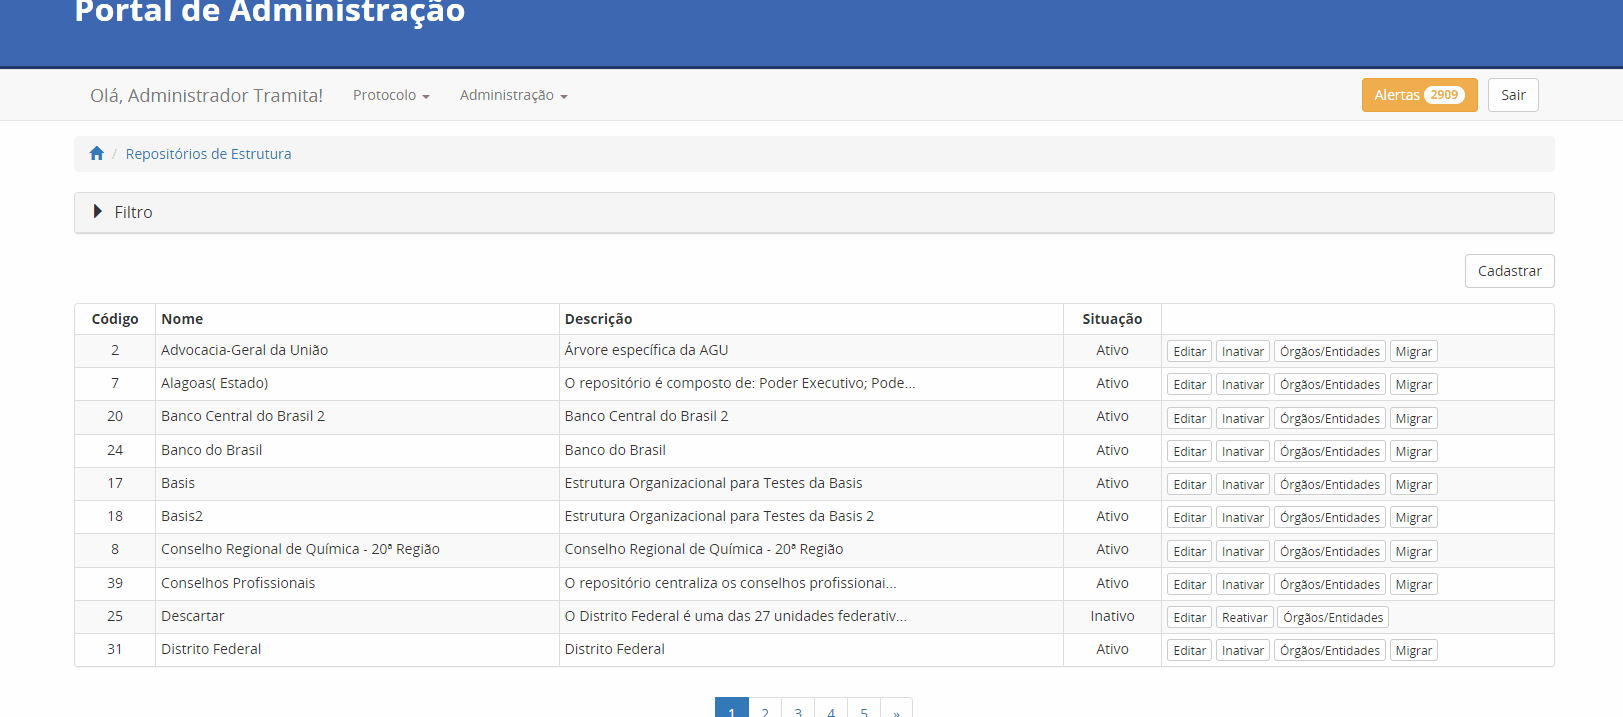 Portal de Administração
Olá, Administrador Tramita! Protocolo Administração Alertas 2909 Sair
/ Repositórios de Estrutura
Filtro
Cadastrar
Código Nome Descrição Situação
2 Advocacia-Geral da União Árvore específica da AGU Ativo Editar Inativar Órgãos/Entidades Migrar
7 Alagoas( Estado) O repositório é composto de: Poder Executivo; Pode... Ativo Editar Inativar Órgãos/Entidades Migrar
20 Banco Central do Brasil 2 Banco Central do Brasil 2 Ativo Editar Inativar Órgãos/Entidades Migrar
24 Banco do Brasil Banco do Brasil Ativo Editar Inativar Órgãos/Entidades Migrar
17 Basis Estrutura Organizacional para Testes da Basis Ativo Editar Inativar Órgãos/Entidades Migrar
18 Basis2 Estrutura Organizacional para Testes da Basis 2 Ativo Editar Inativar Órgãos/Entidades Migrar
8 Conselho Regional de Química - 20ª Região Conselho Regional de Química - 20ª Região Ativo Editar Inativar Órgãos/Entidades Migrar
39 Conselhos Profissionais O repositório centraliza os conselhos profissionai... Ativo Editar Inativar Órgãos/Entidades Migrar
25 Descartar O Distrito Federal é uma das 27 unidades federativ... Inativo Editar Reativar Órgãos/Entidades
31 Distrito Federal Distrito Federal Ativo Editar Inativar Órgãos/Entidades Migrar
1 2 3 4 5 »